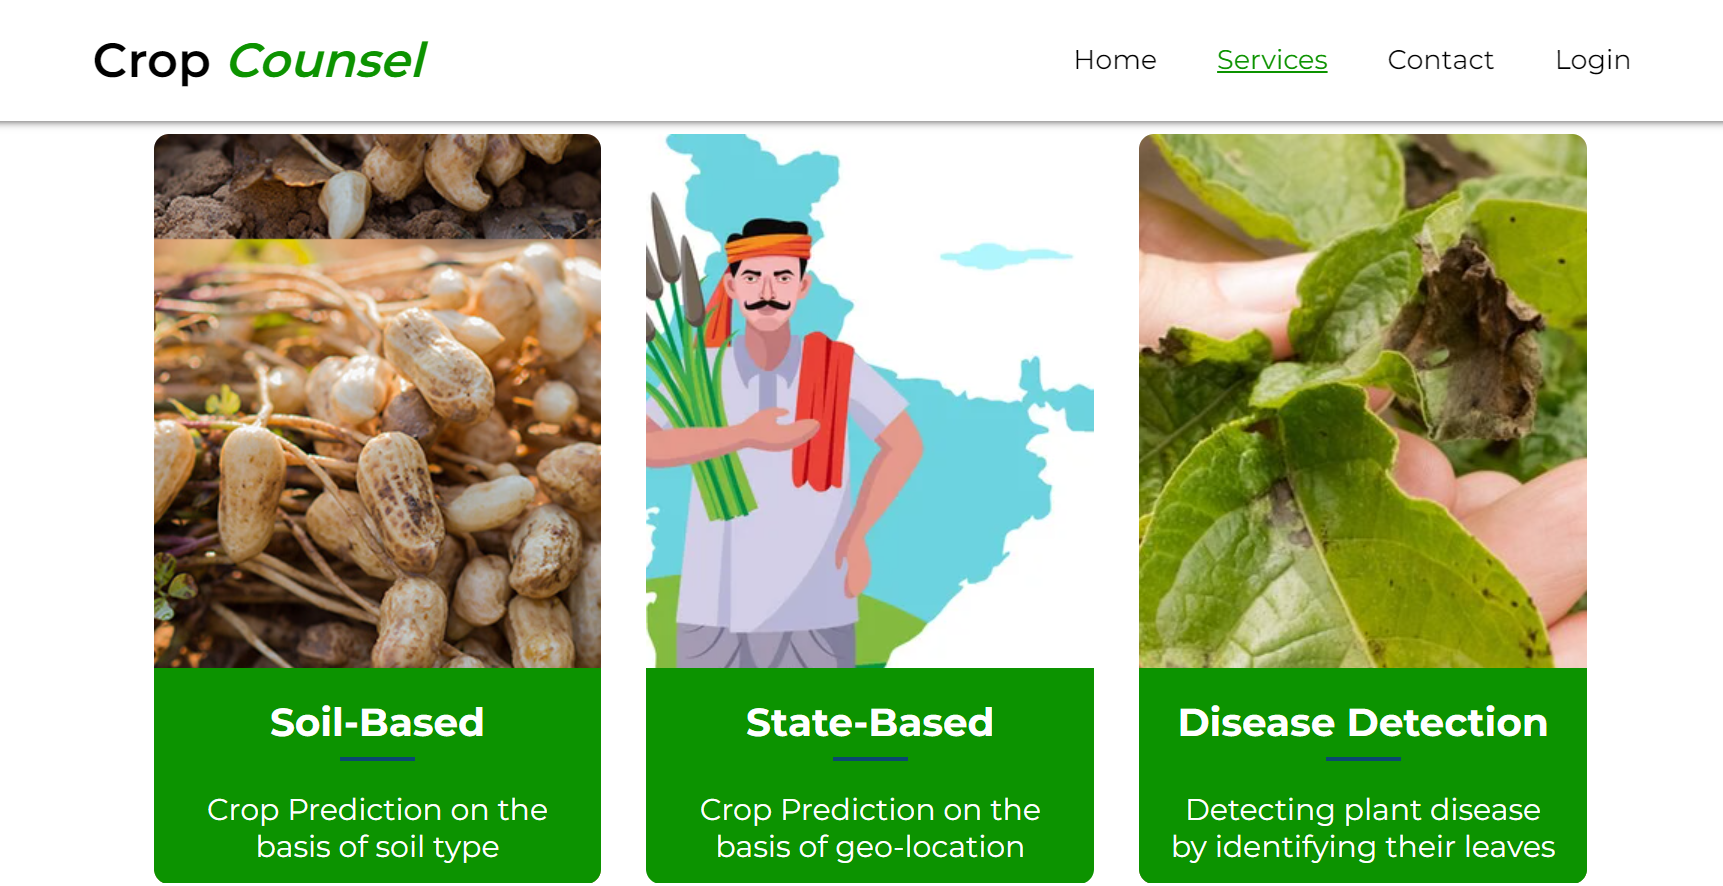 Crop Counsel
Home Services Contact Login
Soil-Based
Crop Prediction on the
basis of soil type
State-Based
Crop Prediction on the
basis of geo-location
Disease Detection
Detecting plant disease
by identifying their leaves